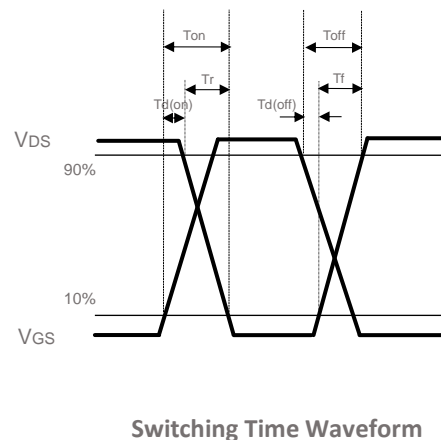 Ton Toff
Tr Tf
Td(on) Td(off)
VDS
90%
10%
VGS
Switching Time Waveform